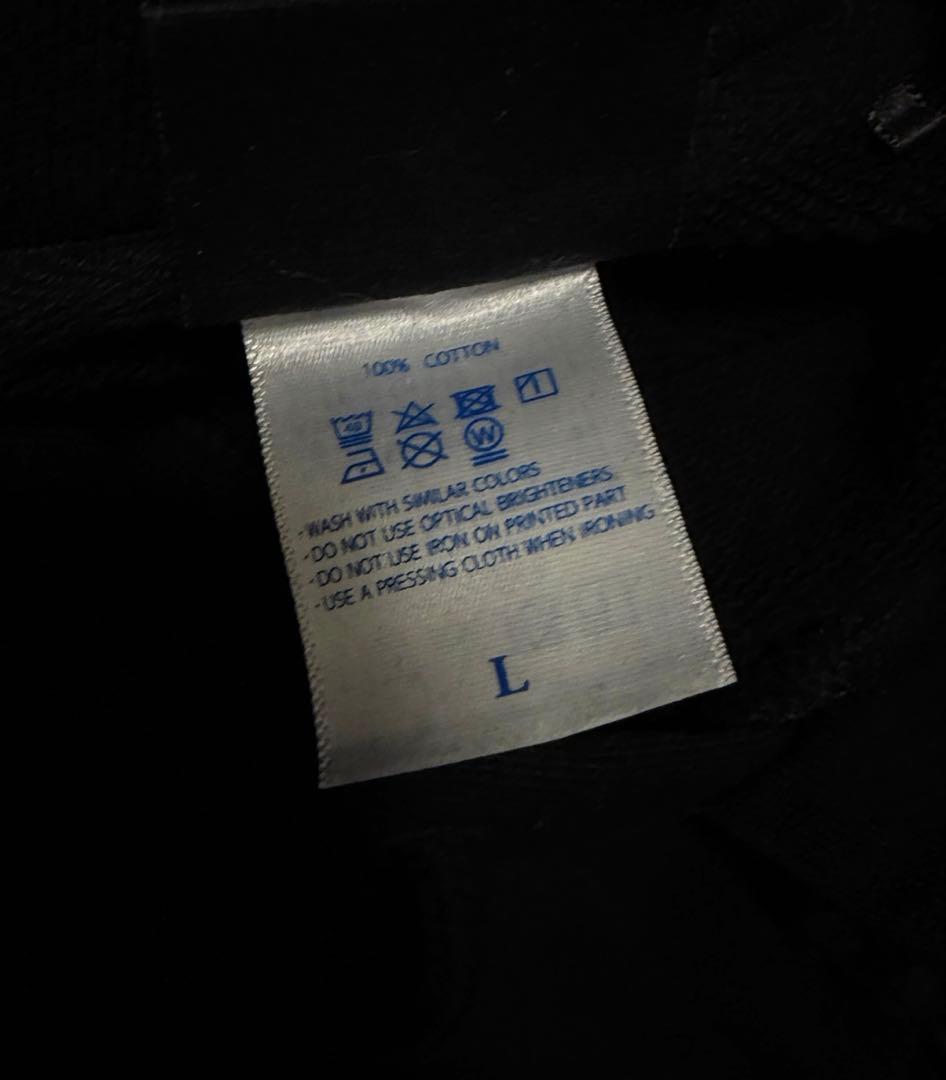 100% COTTON
40
W
- WASH WITH SIMILAR COLORS
- DO NOT USE OPTICAL BRIGHTENERS
- DO NOT USE IRON ON PRINTED PART
- USE A PRESSING CLOTH WHEN IRONING
L